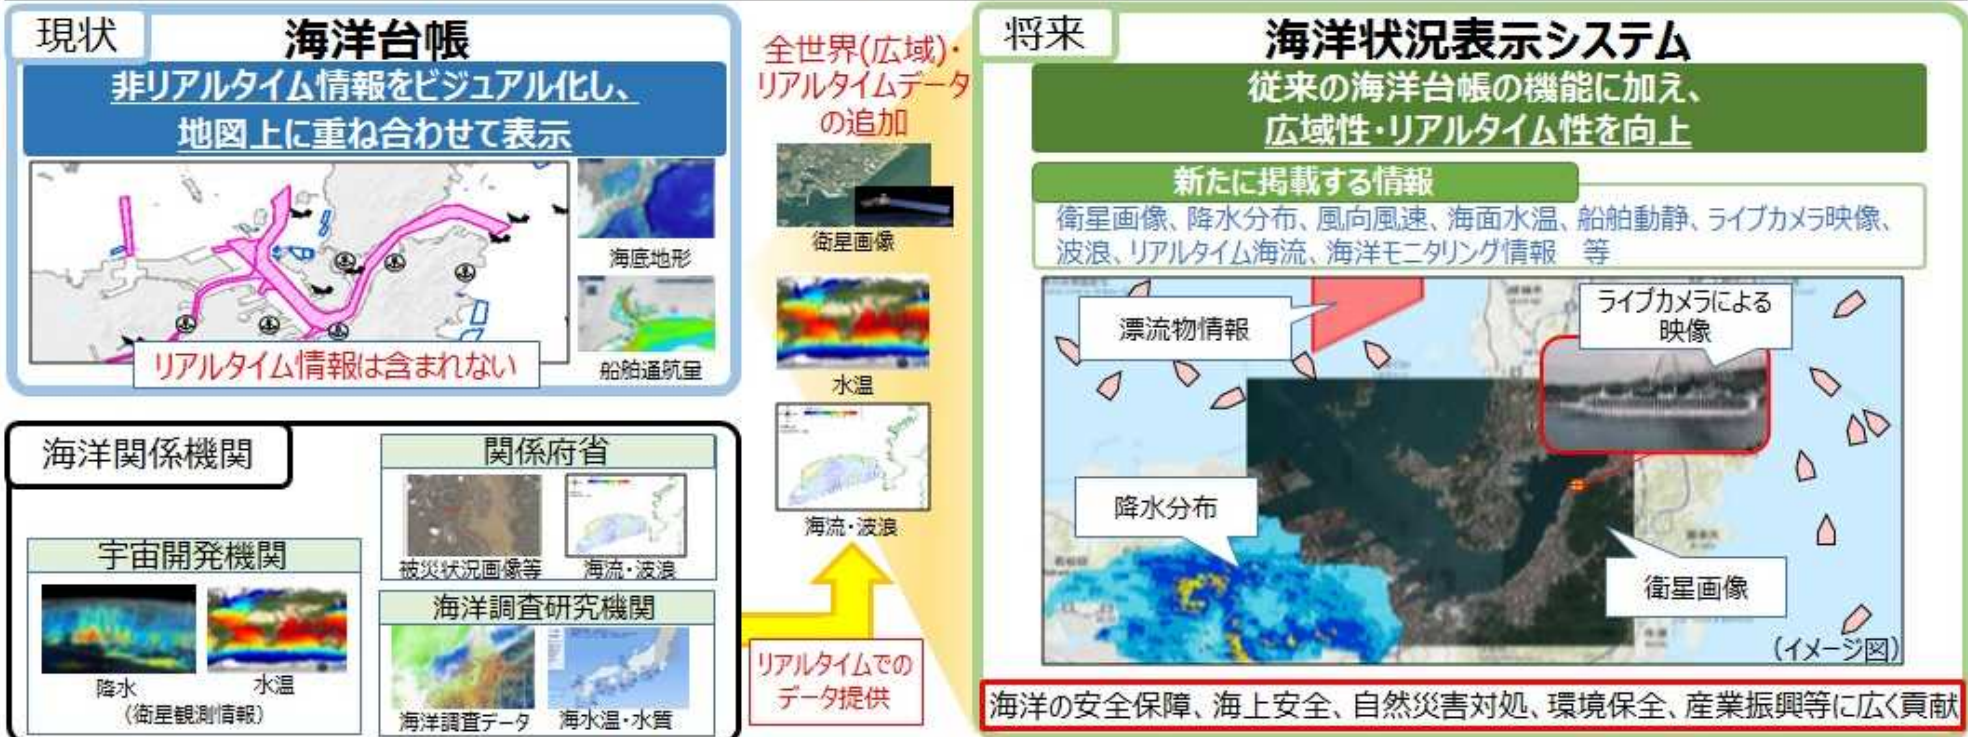 現状
海洋台帳
非リアルタイム情報をビジュアル化し、
地図上に重ね合わせて表示
海底地形
船舶通航量
リアルタイム情報は含まれない
海洋関係機関
宇宙開発機関
降水
水温
(衛星観測情報)
関係府省
被災状況画像等
海流・波浪
海洋調査研究機関
海洋調査データ
海水温・水質
全世界(広域)・
リアルタイムデータ
の追加
衛星画像
水温
海流・波浪
リアルタイムでの
データ提供
将来
海洋状況表示システム
従来の海洋台帳の機能に加え、
広域性・リアルタイム性を向上
新たに掲載する情報
衛星画像、降水分布、風向風速、海面水温、船舶動静、ライブカメラ映像、
波浪、リアルタイム海流、海洋モニタリング情報 等
漂流物情報
ライブカメラによる
映像
降水分布
衛星画像
(イメージ図)
海洋の安全保障、海上安全、自然災害対処、環境保全、産業振興等に広く貢献